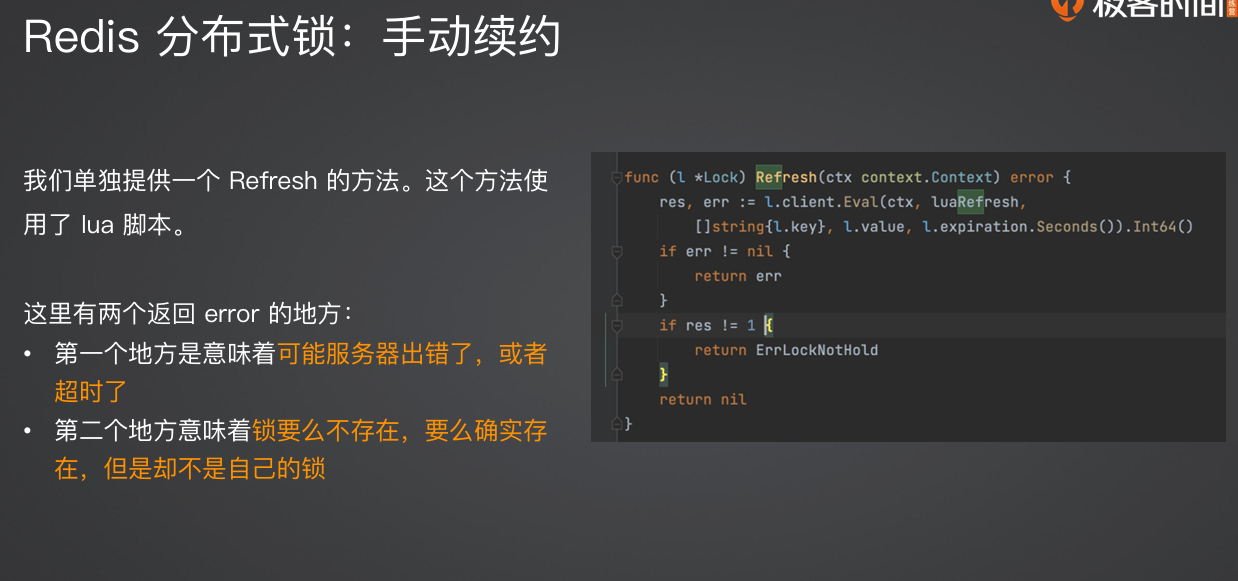 极客时间
Redis 分布式锁：手动续约
我们单独提供一个 Refresh 的方法。这个方法使
用了 lua 脚本。
这里有两个返回 error 的地方：
• 第一个地方是意味着可能服务器出错了，或者
超时了
• 第二个地方意味着锁要么不存在，要么确实存
在，但是却不是自己的锁
func (l *Lock) Refresh(ctx context.Context) error {
res, err := l.client.Eval(ctx, luaRefresh,
[]string{l.key}, l.value, l.expiration.Seconds()).Int64()
if err != nil {
return err
}
if res != 1 {
return ErrLockNotHold
}
return nil
}